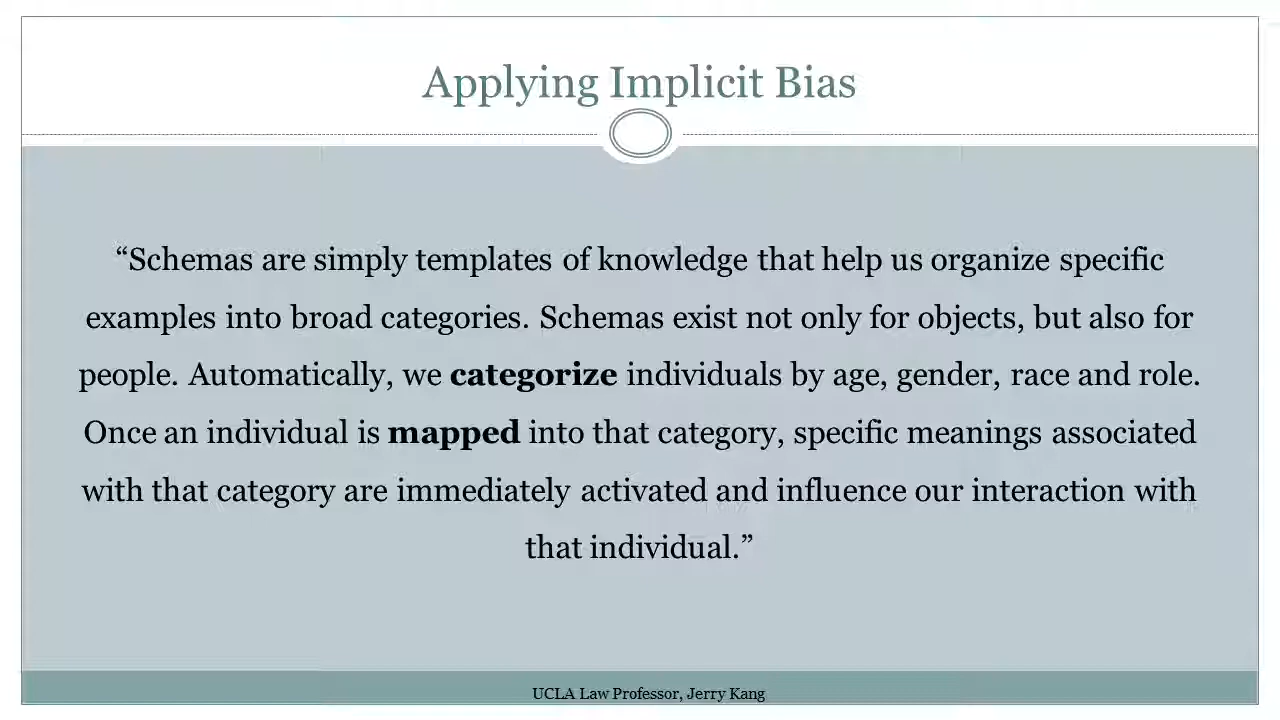 Applying Implicit Bias
“Schemas are simply templates of knowledge that help us organize specific
examples into broad categories. Schemas exist not only for objects, but also for
people. Automatically, we categorize individuals by age, gender, race and role.
Once an individual is mapped into that category, specific meanings associated
with that category are immediately activated and influence our interaction with
that individual.”
UCLA Law Professor, Jerry Kang